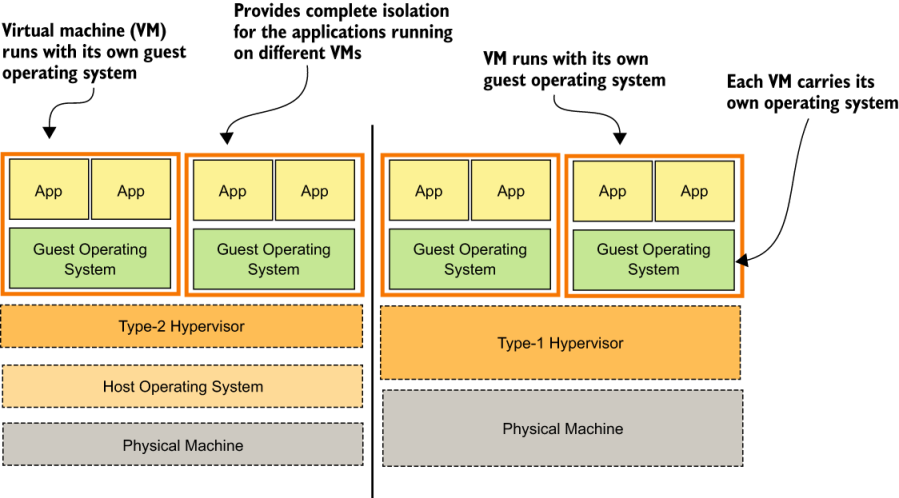 Virtual machine (VM)
runs with its own guest
operating system
Provides complete isolation
for the applications running
on different VMs
VM runs with its own
guest operating system
Each VM carries its
own operating system
App
App
App
App
App
App
App
App
Guest Operating
System
Guest Operating
System
Guest Operating
System
Guest Operating
System
Type-2 Hypervisor
Host Operating System
Physical Machine
Type-1 Hypervisor
Physical Machine